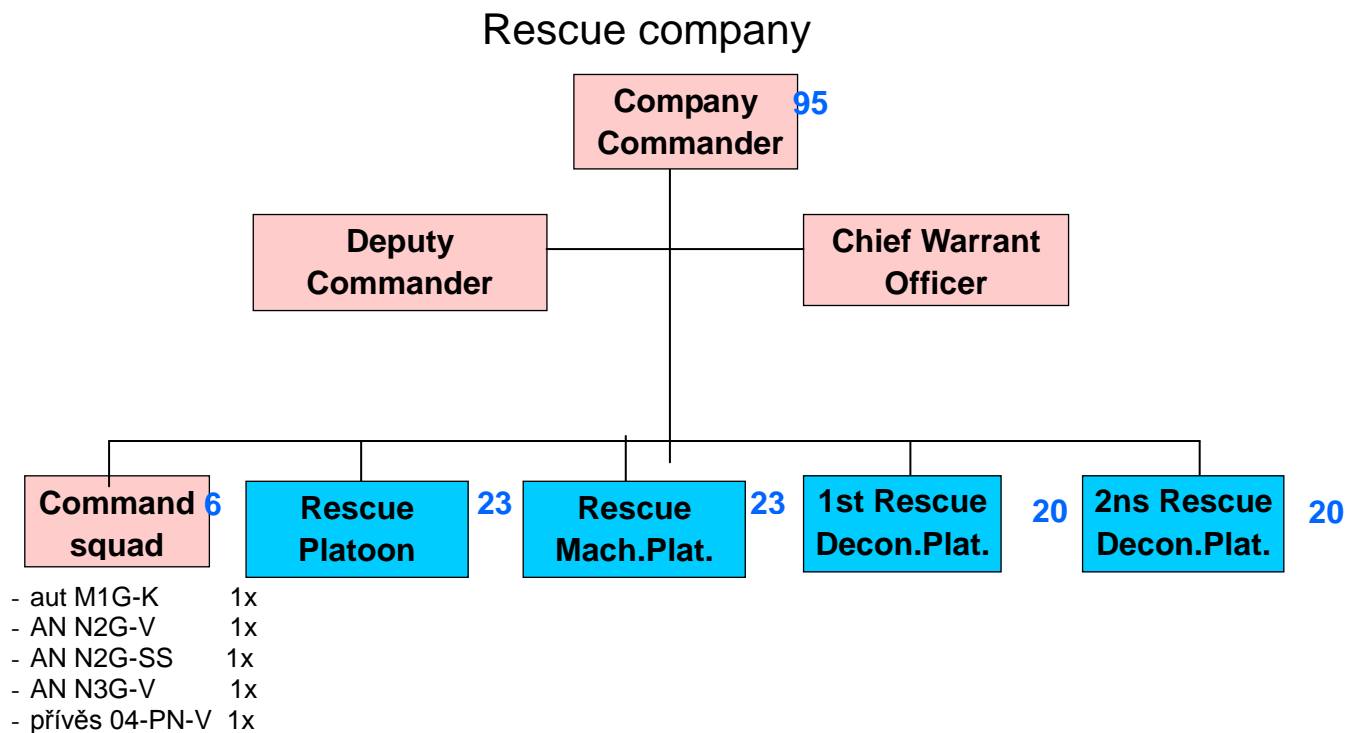 Rescue company
Company 95
Commander
Deputy
Commander
Chief Warrant
Officer
Command 6
squad
Rescue 23
Platoon
Rescue 23
Mach.Plat.
1st Rescue 20
Decon.Plat.
2ns Rescue 20
Decon.Plat.
- aut M1G-K 1x
- AN N2G-V 1x
- AN N2G-SS 1x
- AN N3G-V 1x
- přívěs 04-PN-V 1x